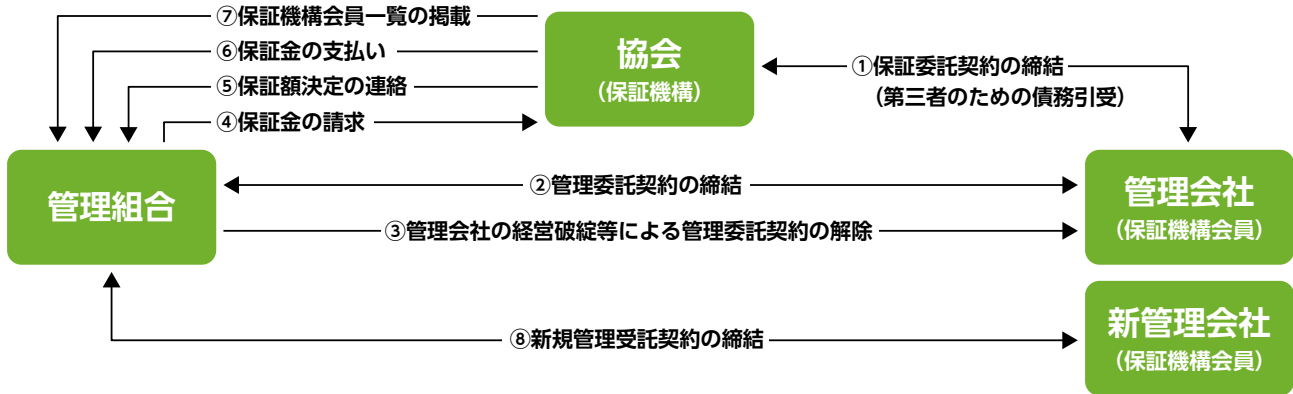 ⑦保証機構会員一覧の掲載
⑥保証金の支払い
⑤保証額決定の連絡
④保証金の請求
協会
（保証機構）
①保証委託契約の締結
（第三者のための債務引受）
管理組合
②管理委託契約の締結
③管理会社の経営破綻等による管理委託契約の解除
管理会社
（保証機構会員）
⑧新規管理受託契約の締結
新管理会社
（保証機構会員）